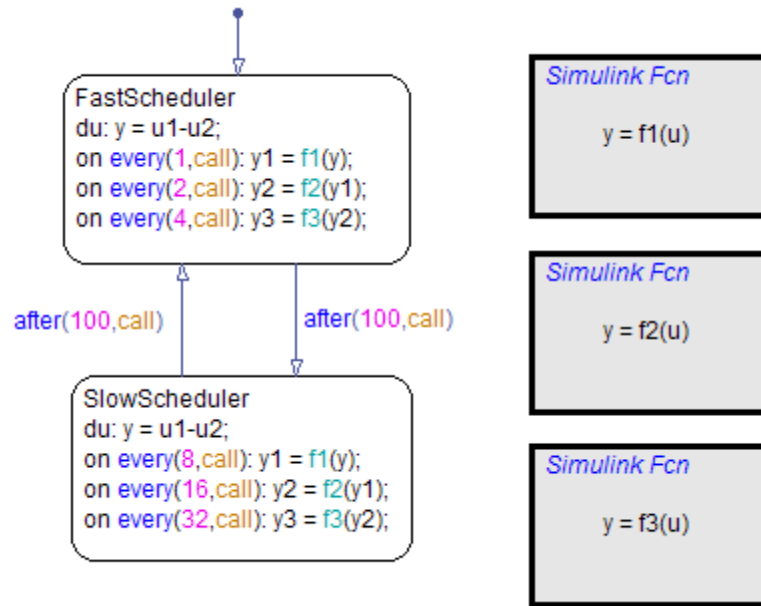 FastScheduler
du: y = u1-u2;
on every(1,call): y1 = f1(y);
on every(2,call): y2 = f2(y1);
on every(4,call): y3 = f3(y2);
after(100,call)
after(100,call)
SlowScheduler
du: y = u1-u2;
on every(8,call): y1 = f1(y);
on every(16,call): y2 = f2(y1);
on every(32,call): y3 = f3(y2);
Simulink Fcn
y = f1(u)
Simulink Fcn
y = f2(u)
Simulink Fcn
y = f3(u)